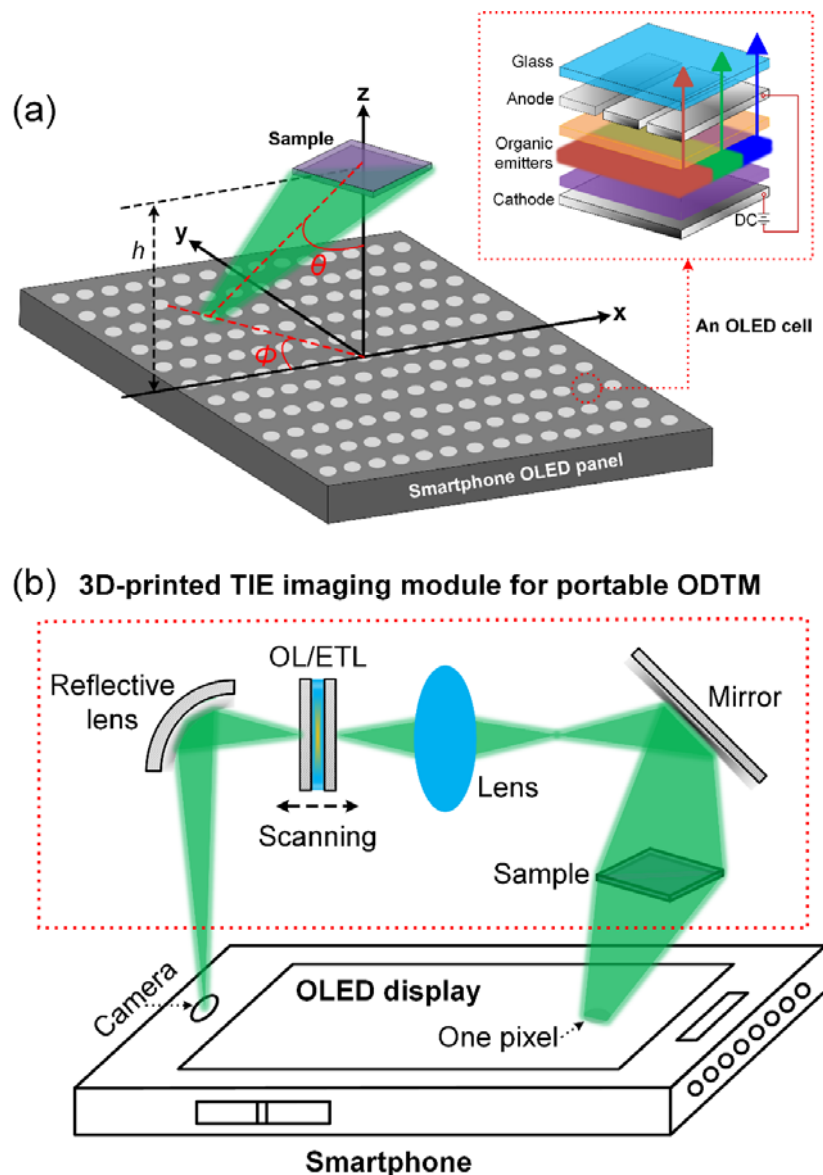 (a)
z
Sample
h
y
θ
x
Φ
Smartphone OLED panel
Glass
Anode
Organic
emitters
Cathode
DC
An OLED cell
(b) 3D-printed TIE imaging module for portable ODTM
Reflective
lens
OL/ETL
Mirror
Lens
Scanning
Sample
Camera
OLED display
One pixel
Smartphone